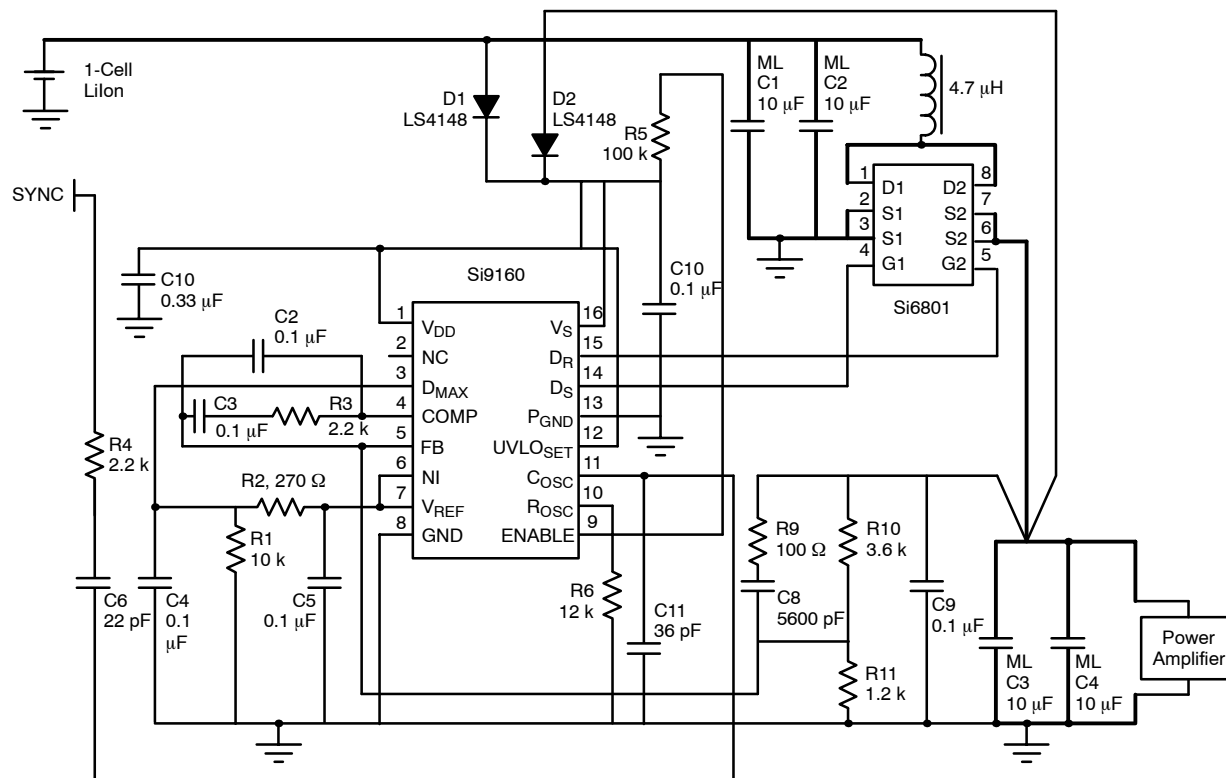 1-Cell
LiIon
D1
LS4148
D2
LS4148
R5
100 k
ML
C1
10 µF
ML
C2
10 µF
4.7 µH
SYNC
1
D1
D2
8
2
S1
S2
7
3
S1
S2
6
4
G1
G2
5
Si6801
C10
0.33 µF
Si9160
C10
0.1 µF
C2
0.1 µF
1
VDD
VS
16
2
NC
DR
15
3
DMAX
DS
14
4
COMP
PGND
13
5
FB
UVLOSET
12
6
NI
COSC
11
7
VREF
ROSC
10
8
GND
ENABLE
9
C3
0.1 µF
R3
2.2 k
R4
2.2 k
R2, 270 Ω
R1
10 k
C6
22 pF
C4
0.1
µF
C5
0.1 µF
R6
12 k
C11
36 pF
R9
100 Ω
R10
3.6 k
C8
5600 pF
C9
0.1 µF
R11
1.2 k
ML
C3
10 µF
ML
C4
10 µF
Power
Amplifier